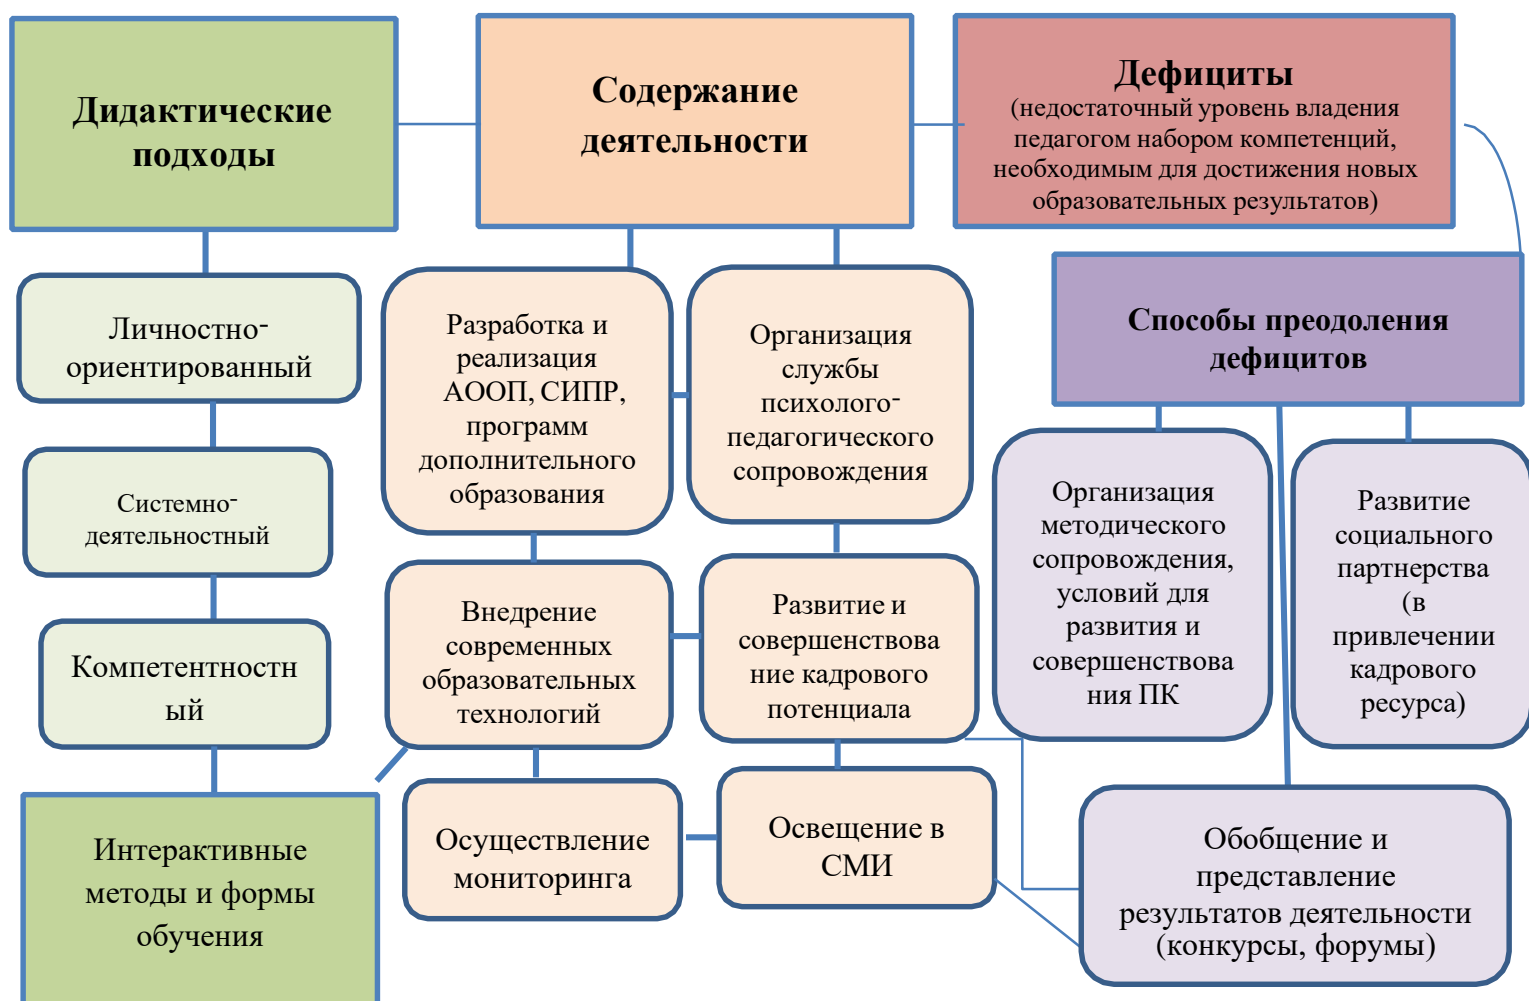 Дидактические
подходы
Содержание
деятельности
Дефициты
(недостаточный уровень владения
педагогом набором компетенций,
необходимым для достижения новых
образовательных результатов)
Личностно-
ориентированный
Системно-
деятельностный
Компетентностн
ый
Интерактивные
методы и формы
обучения
Разработка и
реализация
АООП, СИПР,
программ
дополнительного
образования
Организация
службы
психолого-
педагогического
сопровождения
Внедрение
современных
образовательных
технологий
Развитие и
совершенствова
ние кадрового
потенциала
Осуществление
мониторинга
Освещение в
СМИ
Способы преодоления
дефицитов
Организация
методического
сопровождения,
условий для
развития и
совершенствова
ния ПК
Развитие
социального
партнерства
(в
привлечении
кадрового
ресурса)
Обобщение и
представление
результатов деятельности
(конкурсы, форумы)